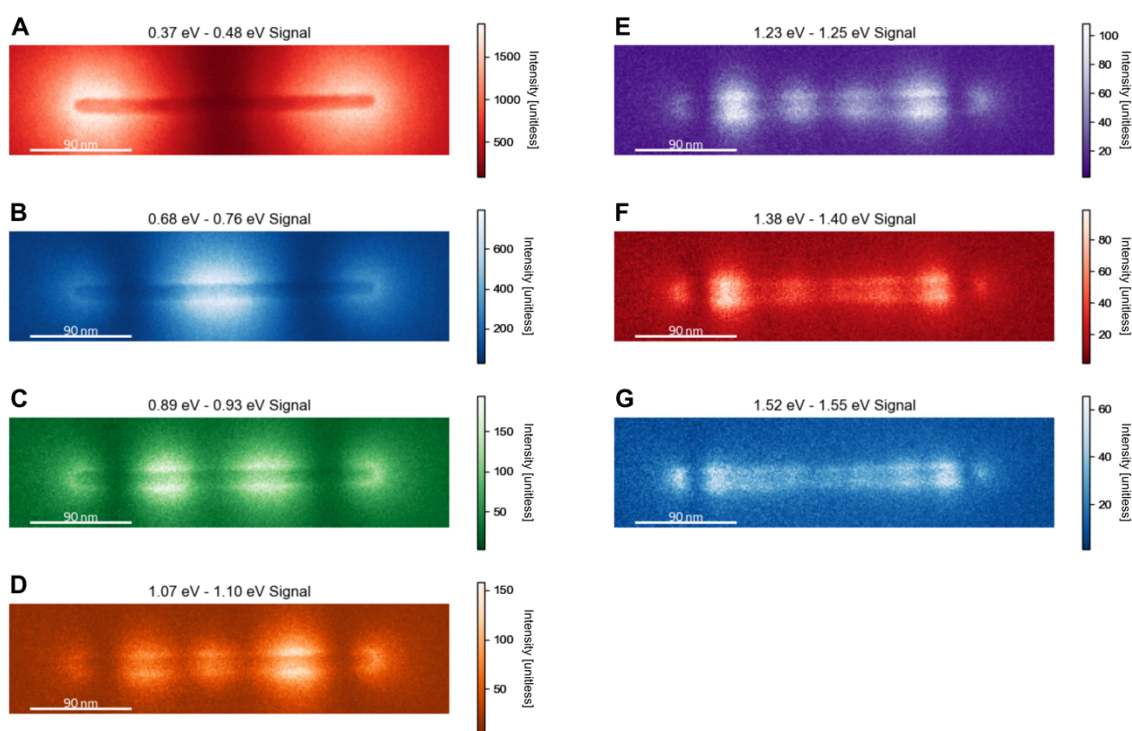 A
0.37 eV - 0.48 eV Signal
1500
1000
500
Intensity [unitless]
90 nm
B
0.68 eV - 0.76 eV Signal
600
400
200
Intensity [unitless]
90 nm
C
0.89 eV - 0.93 eV Signal
150
100
50
Intensity [unitless]
90 nm
D
1.07 eV - 1.10 eV Signal
150
100
50
Intensity [unitless]
90 nm
E
1.23 eV - 1.25 eV Signal
100
80
60
40
20
Intensity [unitless]
90 nm
F
1.38 eV - 1.40 eV Signal
80
60
40
20
Intensity [unitless]
90 nm
G
1.52 eV - 1.55 eV Signal
60
40
20
Intensity [unitless]
90 nm